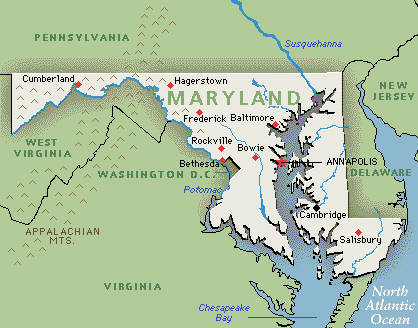 PENNSYLVANIA
Susquehanna
Cumberland
Hagerstown
MARYLAND
NEW
JERSEY
Frederick
Baltimore
WEST
VIRGINIA
Rockville
Bowie
Bethesda
ANNAPOLIS
WASHINGTON D.C.
DELAWARE
Potomac
Cambridge
APPALACHIAN
MTS.
Salisbury
VIRGINIA
North
Atlantic
Ocean
Chesapeake
Bay